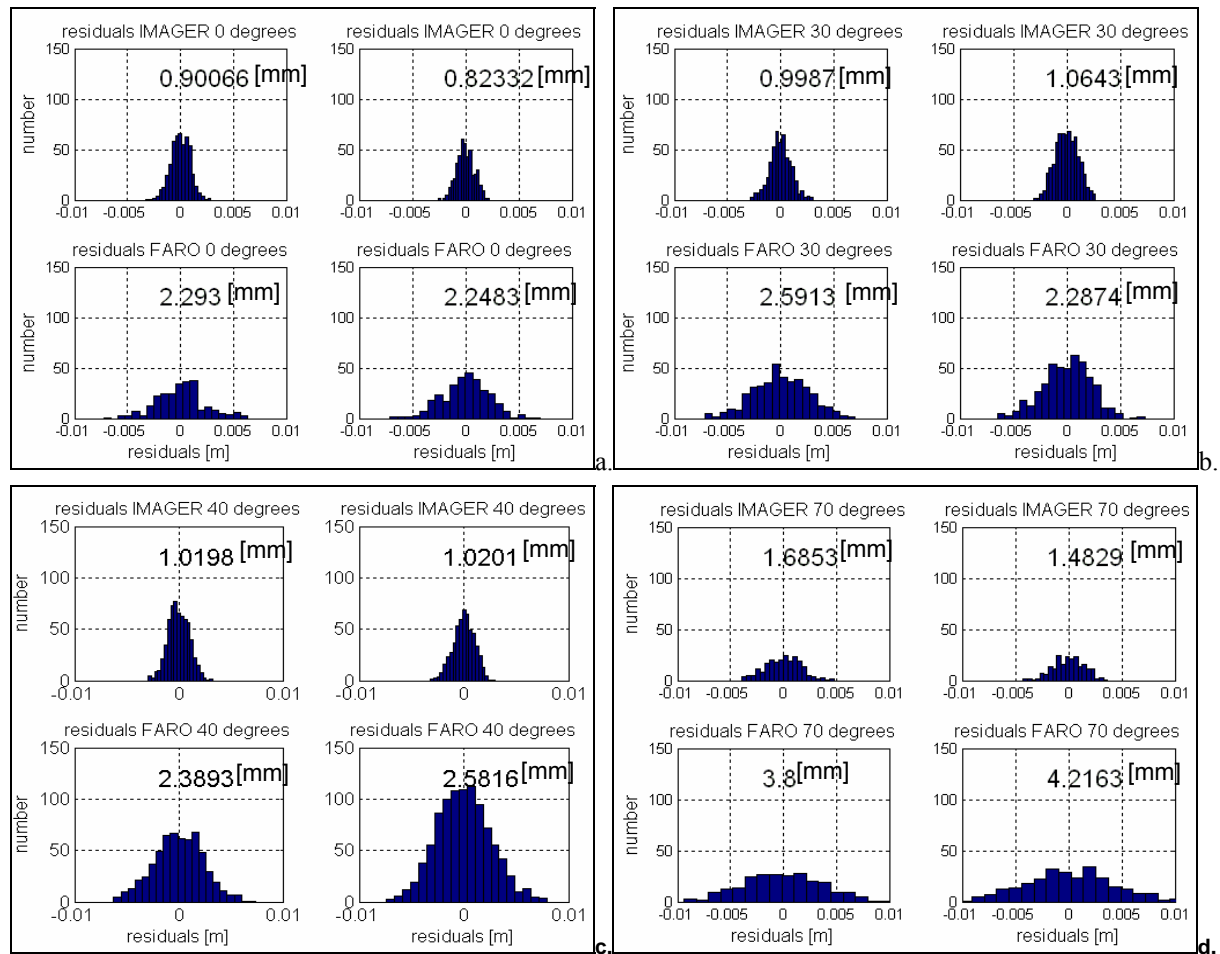 residuals IMAGER 0 degrees
150
100
50
0
number
0.90066 [mm]
-0.01 -0.005 0 0.005 0.01
residuals IMAGER 0 degrees
150
100
50
0
0.82332 [mm]
-0.01 -0.005 0 0.005 0.01
residuals FARO 0 degrees
150
100
50
0
number
2.293 [mm]
-0.01 -0.005 0 0.005 0.01
residuals [m]
residuals FARO 0 degrees
150
100
50
0
2.2483 [mm]
-0.01 -0.005 0 0.005 0.01
residuals [m]
a.
residuals IMAGER 30 degrees
150
100
50
0
number
0.9987 [mm]
-0.01 -0.005 0 0.005 0.01
residuals IMAGER 30 degrees
150
100
50
0
1.0643 [mm]
-0.01 -0.005 0 0.005 0.01
residuals FARO 30 degrees
150
100
50
0
number
2.5913 [mm]
-0.01 -0.005 0 0.005 0.01
residuals [m]
residuals FARO 30 degrees
150
100
50
0
2.2874 [mm]
-0.01 -0.005 0 0.005 0.01
residuals [m]
b.
residuals IMAGER 40 degrees
150
100
50
0
number
1.0198 [mm]
-0.01 0 0.01
residuals IMAGER 40 degrees
150
100
50
0
1.0201 [mm]
-0.01 0 0.01
residuals FARO 40 degrees
150
100
50
0
number
2.3893 [mm]
-0.01 0 0.01
residuals [m]
residuals FARO 40 degrees
150
100
50
0
2.5816 [mm]
-0.01 0 0.01
residuals [m]
c.
residuals IMAGER 70 degrees
150
100
50
0
number
1.6853 [mm]
-0.01 -0.005 0 0.005 0.01
residuals IMAGER 70 degrees
150
100
50
0
1.4829 [mm]
-0.01 -0.005 0 0.005 0.01
residuals FARO 70 degrees
150
100
50
0
number
3.8 [mm]
-0.01 -0.005 0 0.005 0.01
residuals [m]
residuals FARO 70 degrees
150
100
50
0
4.2163 [mm]
-0.01 -0.005 0 0.005 0.01
residuals [m]
d.